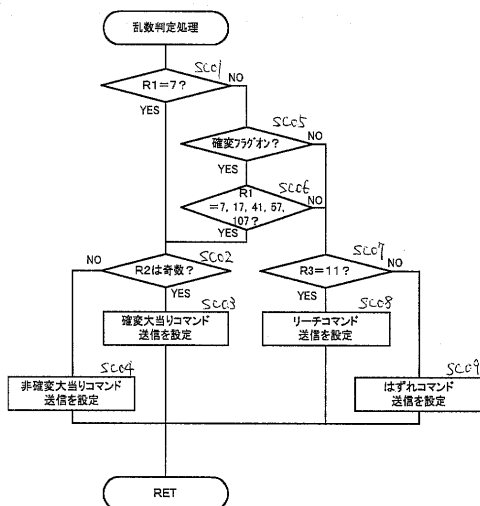 乱数判定処理
SC01
R1=7?
NO
YES
SC05
確変フラグオン?
NO
YES
SC06
R1
=7, 17, 41, 57,
107?
NO
YES
SC02
NO
R2は奇数?
YES
SC07
R3=11?
NO
YES
SC03
確変大当りコマンド
送信を設定
SC08
リーチコマンド
送信を設定
SC04
非確変大当りコマンド
送信を設定
SC09
はずれコマンド
送信を設定
RET